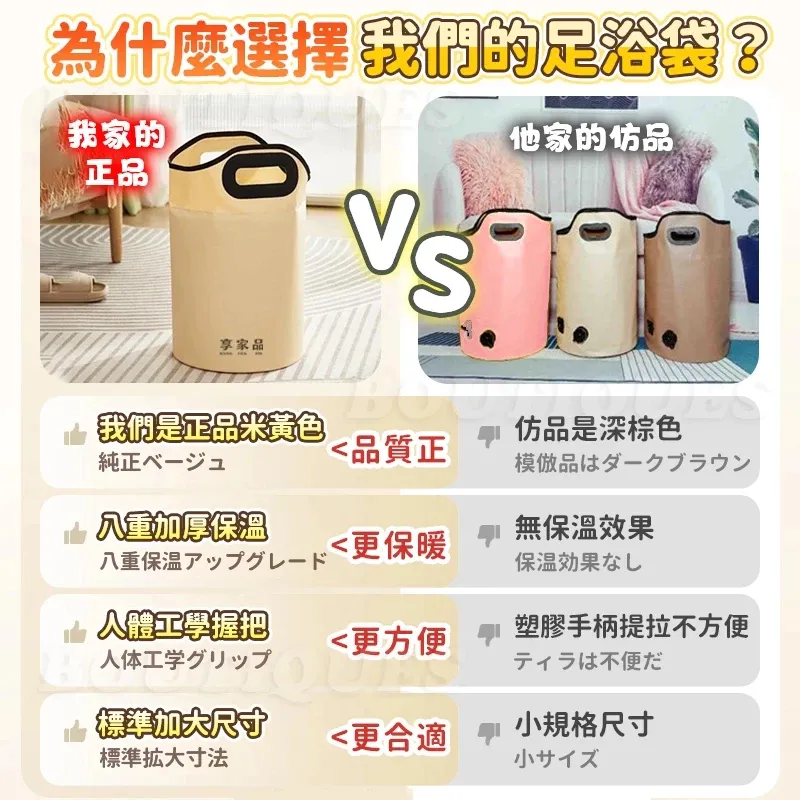 為什麼選擇 我們的足浴袋？
我家的
正品
他家的仿品
VS
享家品
BOUTIQUES
我們是正品米黃色
純正ベージュ
<品質正
仿品是深棕色
模倣品はダークブラウン
八重加厚保溫
八重保温アップグレード
<更保暖
無保溫效果
保温効果なし
人體工學握把
人体工学グリップ
<更方便
塑膠手柄提拉不方便
ティラは不便だ
BOUTIQUES
標準加大尺寸
標準拡大寸法
<更合適
小規格尺寸
小サイズ